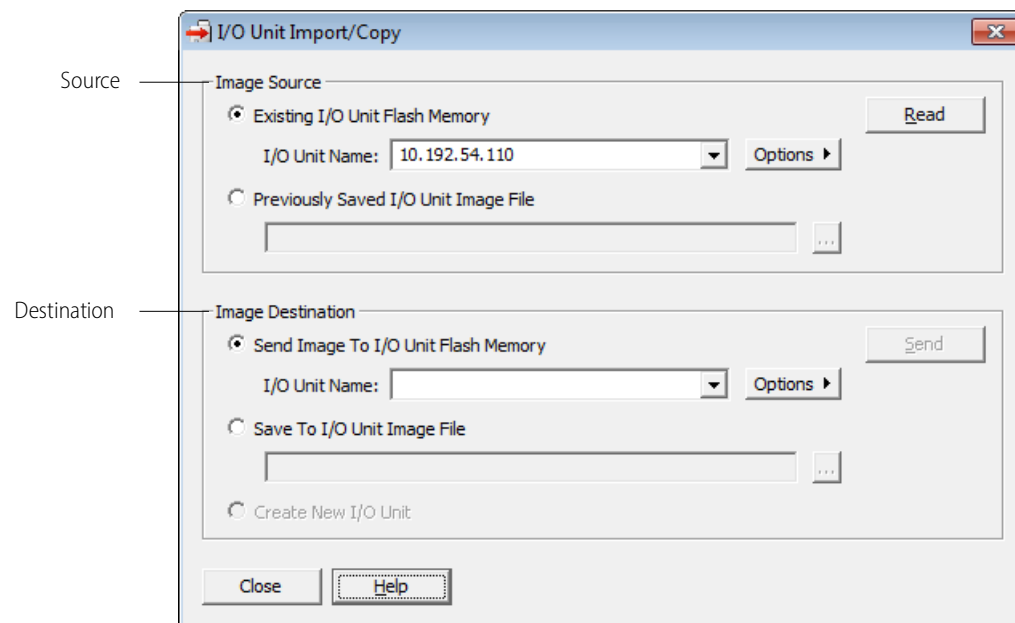 I/O Unit Import/Copy
Source
Image Source
Existing I/O Unit Flash Memory
Read
I/O Unit Name: 10.192.54.110 Options
Previously Saved I/O Unit Image File
...
Destination
Image Destination
Send Image To I/O Unit Flash Memory
Send
I/O Unit Name: Options
Save To I/O Unit Image File
...
Create New I/O Unit
Close Help